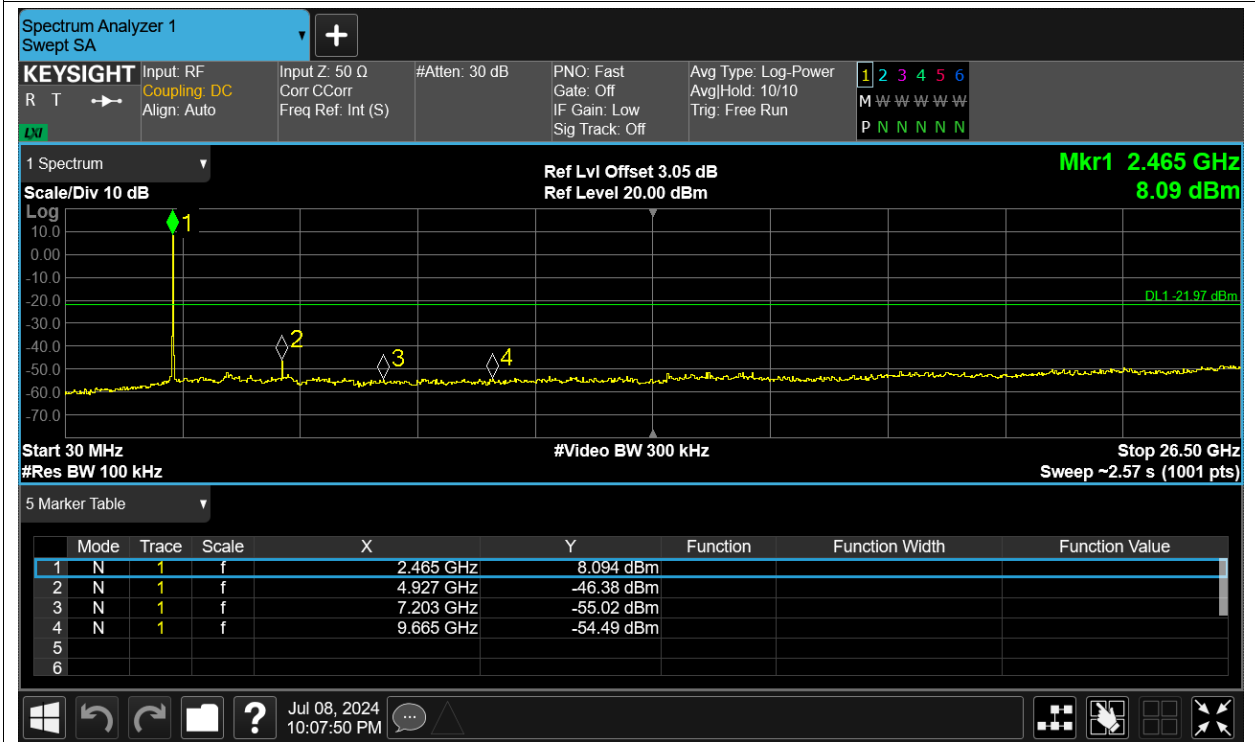 Spectrum Analyzer 1
Swept SA
+
KEYSIGHT Input: RF Input Z: 50 Ω #Atten: 30 dB PNO: Fast Avg Type: Log-Power 1 2 3 4 5 6
R T Coupling: DC Corr CCorr Gate: Off Avg|Hold: 10/10 M W W W W W
Align: Auto Freq Ref: Int (S) IF Gain: Low Trig: Free Run
LXI Sig Track: Off P N N N N N
1 Spectrum Ref Lvl Offset 3.05 dB Mkr1 2.465 GHz
Scale/Div 10 dB Ref Level 20.00 dBm 8.09 dBm
Log
1
10.0
0.00
-10.0
-20.0 DL1 -21.97 dBm
-30.0
-40.0 2
-50.0 3 4
-60.0
-70.0
Start 30 MHz #Video BW 300 kHz Stop 26.50 GHz
#Res BW 100 kHz Sweep ~2.57 s (1001 pts)
5 Marker Table
Mode Trace Scale X Y Function Function Width Function Value
1 N 1 f 2.465 GHz 8.094 dBm
2 N 1 f 4.927 GHz -46.38 dBm
3 N 1 f 7.203 GHz -55.02 dBm
4 N 1 f 9.665 GHz -54.49 dBm
5
6
? Jul 08, 2024
10:07:50 PM